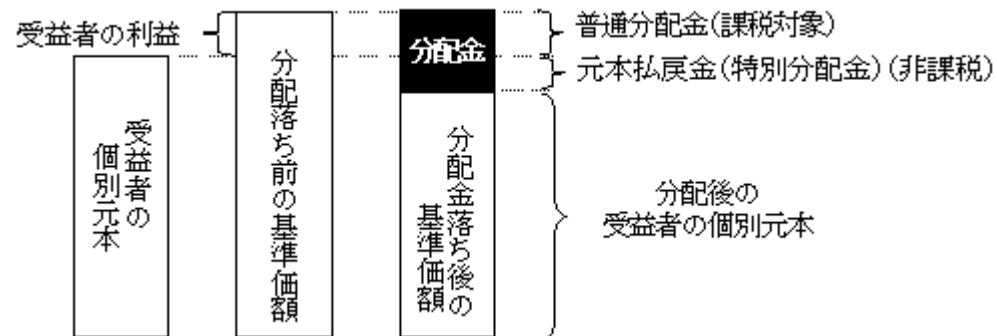 受益者の利益
受益者の
個別元本
分配落ち前の基準価額
分配金
分配金落ち後の
基準価額
普通分配金(課税対象)
元本払戻金(特別分配金)(非課税)
分配後の
受益者の個別元本